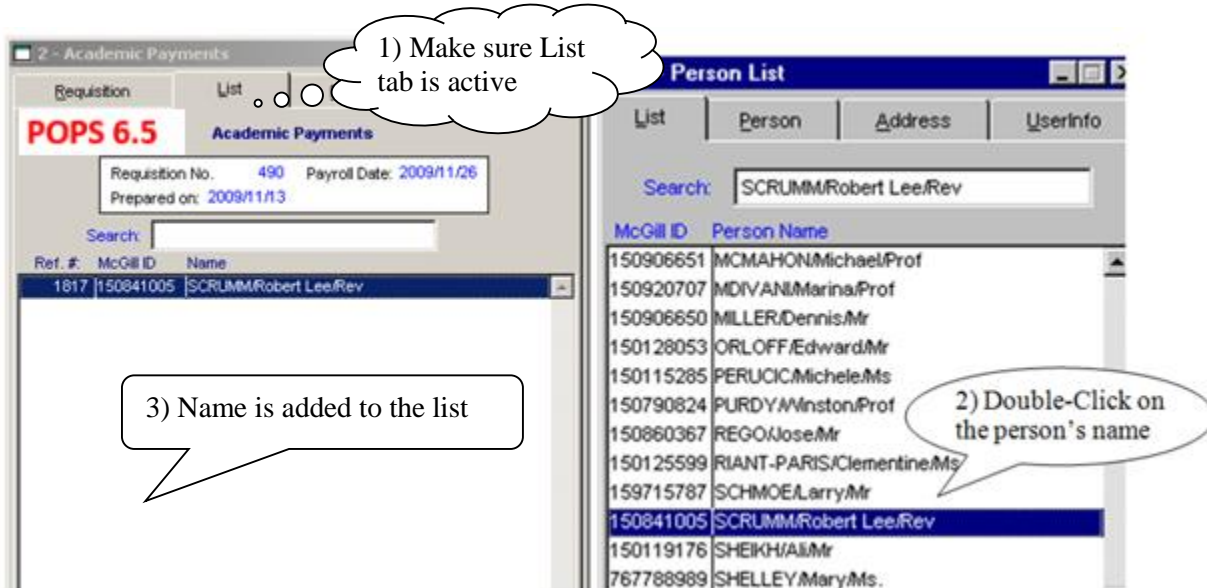 2 - Academic Payments
Requisition
List
1) Make sure List
tab is active
POPS 6.5
Academic Payments
Requisition No. 490 Payroll Date: 2009/11/26
Prepared on: 2009/11/13
Search:
Ref. #: McGill ID Name
1817 150841005 SCRUMM/Robert Lee/Rev
3) Name is added to the list
Person List
List Person Address UserInfo
Search: SCRUMM/Robert Lee/Rev
McGill ID Person Name
150906651 MCMAHON/Michael/Prof
150920707 MDIVANI/Marina/Prof
150906650 MILLER/Dennis/Mr
150128053 ORLOFF/Edward/Mr
150115285 PERUCIC/Michele/Ms
150790824 PURDY/Winston/Prof
150860367 REGO/Jose/Mr
150125599 RIANT-PARIS/Clementine/Ms
159715787 SCHMOE/Larry/Mr
150841005 SCRUMM/Robert Lee/Rev
150119176 SHEIKH/Ali/Mr
767788989 SHELLEY/Mary/Ms.
2) Double-Click on
the person's name